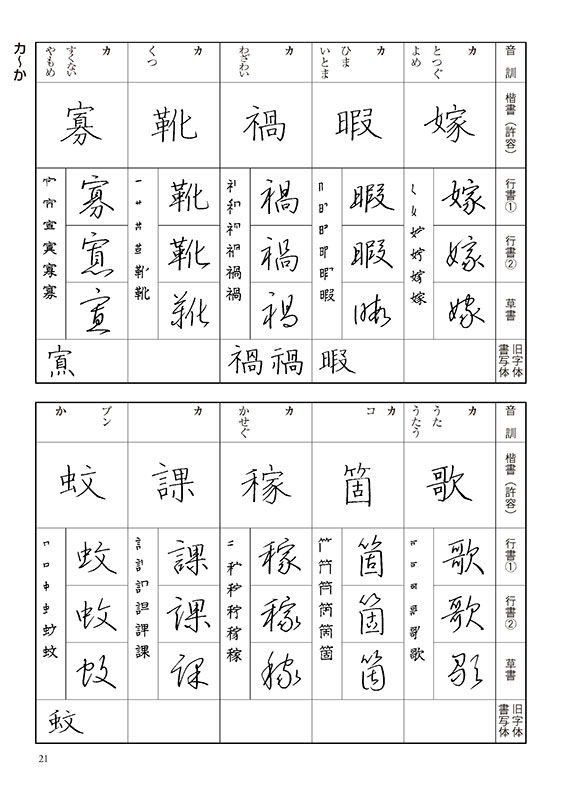 カ〜か
音 訓
楷書（許容）
行書①
行書②
草書
旧字体
書写体
カ
とつぐ
よめ
嫁
嫁
嫁
嫁
カ
ひま
いとま
暇
暇
暇
暇
暇
カ
わざわい
禍
禍
禍
禍
禍 禍
カ
くつ
靴
靴
靴
靴
カ
すくない
やもめ
寡
寡
音 訓
楷書（許容）
行書①
行書②
草書
旧字体
書写体
カ
うた
うたう
歌
歌
歌
歌
カ
コ
箇
箇
箇
箇
カ
かせぐ
稼
稼
稼
稼
カ
課
課
課
課
ブン
か
蚊
蚊
蚊
蚊
蚊
21